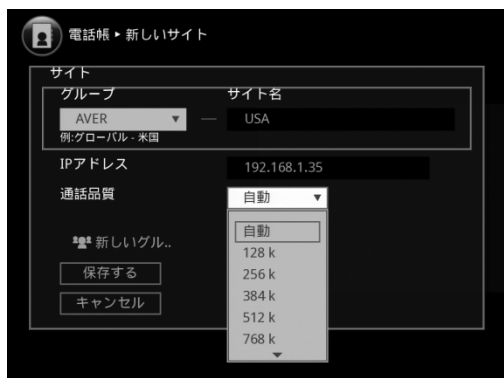 電話帳 ▸ 新しいサイト
サイト
グループ サイト名
AVER — USA
例:グローバル - 米国
IPアドレス 192.168.1.35
通話品質 自動
自動
128 k
256 k
384 k
512 k
768 k
新しいグル..
保存する
キャンセル